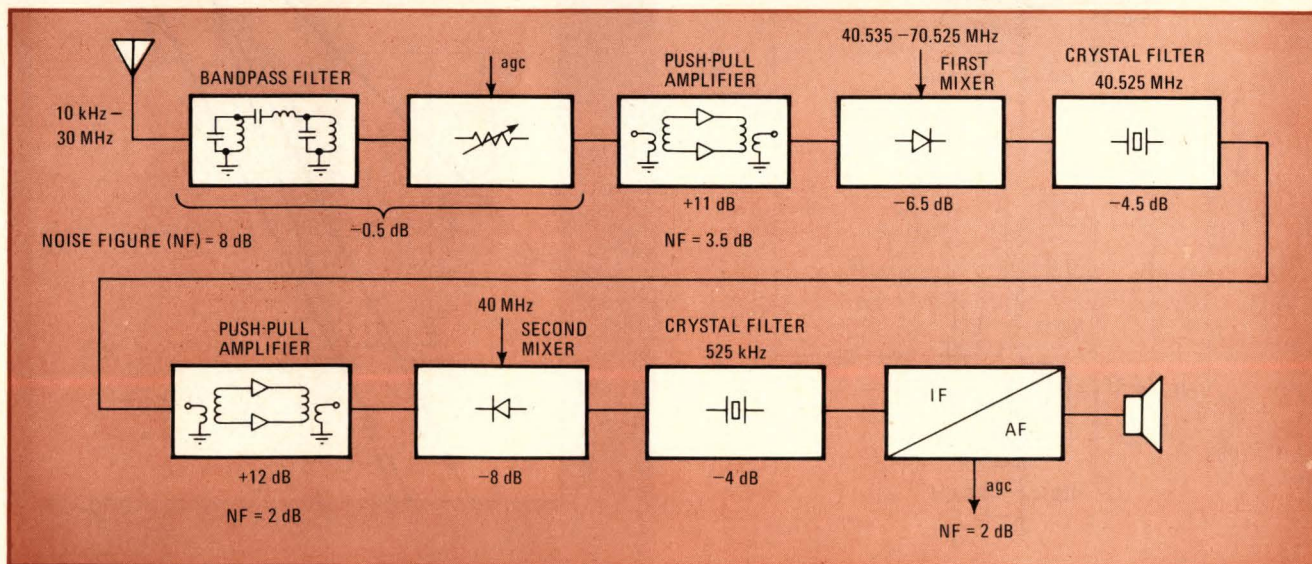 BANDPASS FILTER
agc
PUSH-PULL
AMPLIFIER
40.535 –70.525 MHz
FIRST
MIXER
CRYSTAL FILTER
40.525 MHz
10 kHz –
30 MHz
–0.5 dB
+11 dB
–6.5 dB
–4.5 dB
NOISE FIGURE (NF) = 8 dB
NF = 3.5 dB
PUSH-PULL
AMPLIFIER
40 MHz
SECOND
MIXER
CRYSTAL FILTER
525 kHz
IF
AF
+12 dB
–8 dB
–4 dB
agc
NF = 2 dB
NF = 2 dB